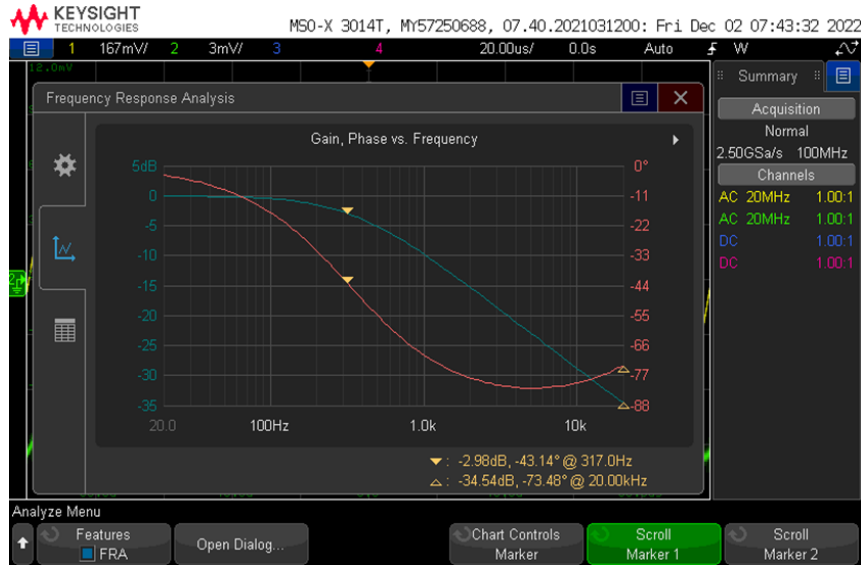 KEYSIGHT
TECHNOLOGIES
MSO-X 3014T, MY57250688, 07.40.2021031200: Fri Dec 02 07:43:32 2022
1 167mV/ 2 3mV/ 3 4 20.00us/ 0.0s Auto W
12.0mV
Frequency Response Analysis
Gain, Phase vs. Frequency
5dB 0°
0 -11
-5 -22
-10 -33
-15 -44
-20 -55
-25 -66
-30 -77
-35 -88
20.0 100Hz 1.0k 10k
: -2.98dB, -43.14° @ 317.0Hz
: -34.54dB, -73.48° @ 20.00kHz
Summary
Acquisition
Normal
2.50GSa/s 100MHz
Channels
AC 20MHz 1.00:1
AC 20MHz 1.00:1
DC 1.00:1
DC 1.00:1
Analyze Menu
Features
FRA
Open Dialog...
Chart Controls
Marker
Scroll
Marker 1
Scroll
Marker 2